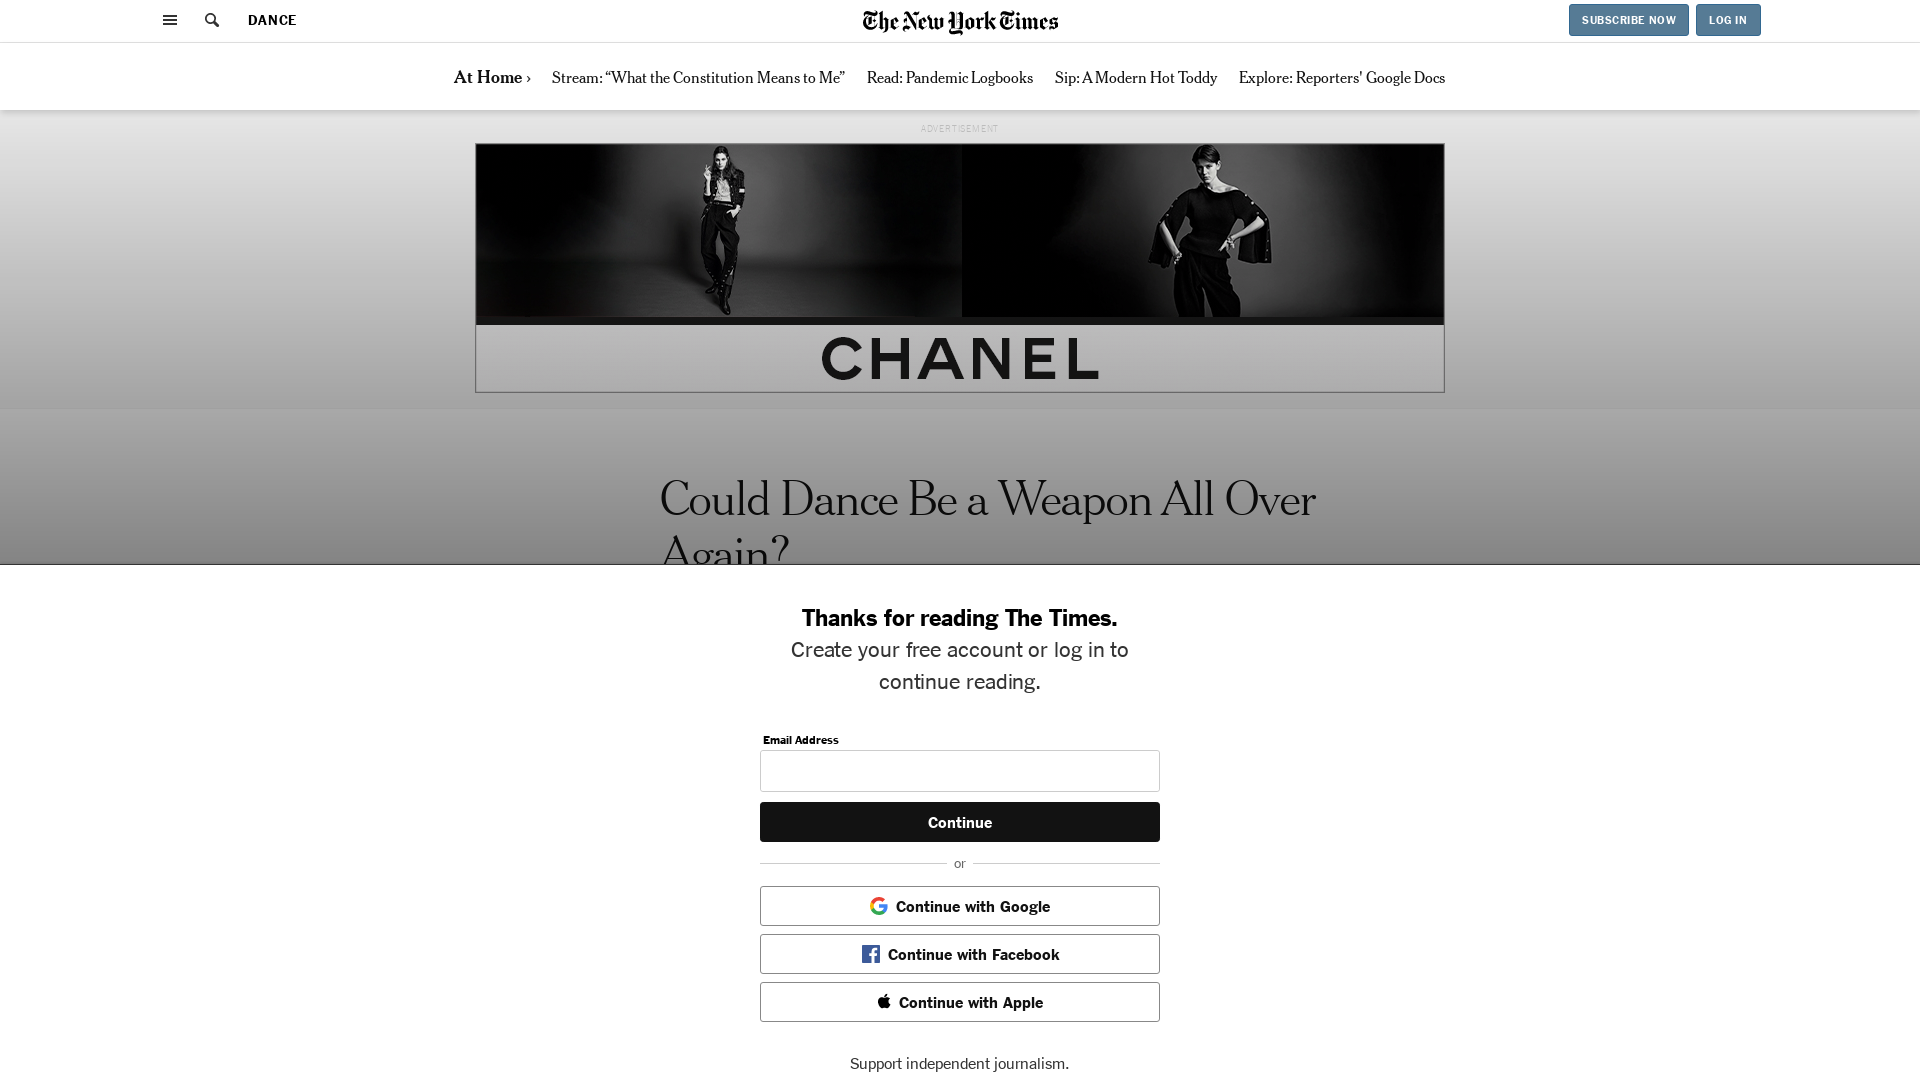 DANCE
The New York Times
SUBSCRIBE NOW
LOG IN
At Home ›
Stream: “What the Constitution Means to Me”
Read: Pandemic Logbooks
Sip: A Modern Hot Toddy
Explore: Reporters' Google Docs
ADVERTISEMENT
CHANEL
Could Dance Be a Weapon All Over
Again?
Thanks for reading The Times.
Create your free account or log in to
continue reading.
Email Address
Continue
or
Continue with Google
Continue with Facebook
Continue with Apple
Support independent journalism.